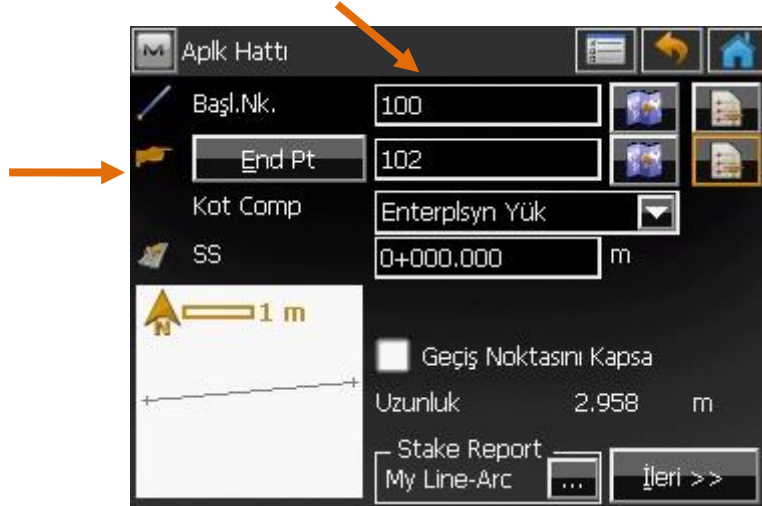 Aplk Hattı
Başl.Nk. 100
End Pt 102
Kot Comp Enterplsyn Yük
SS 0+000.000 m
N 1 m
Geçiş Noktasını Kapsa
Uzunluk 2.958 m
Stake Report
My Line-Arc ... İleri >>